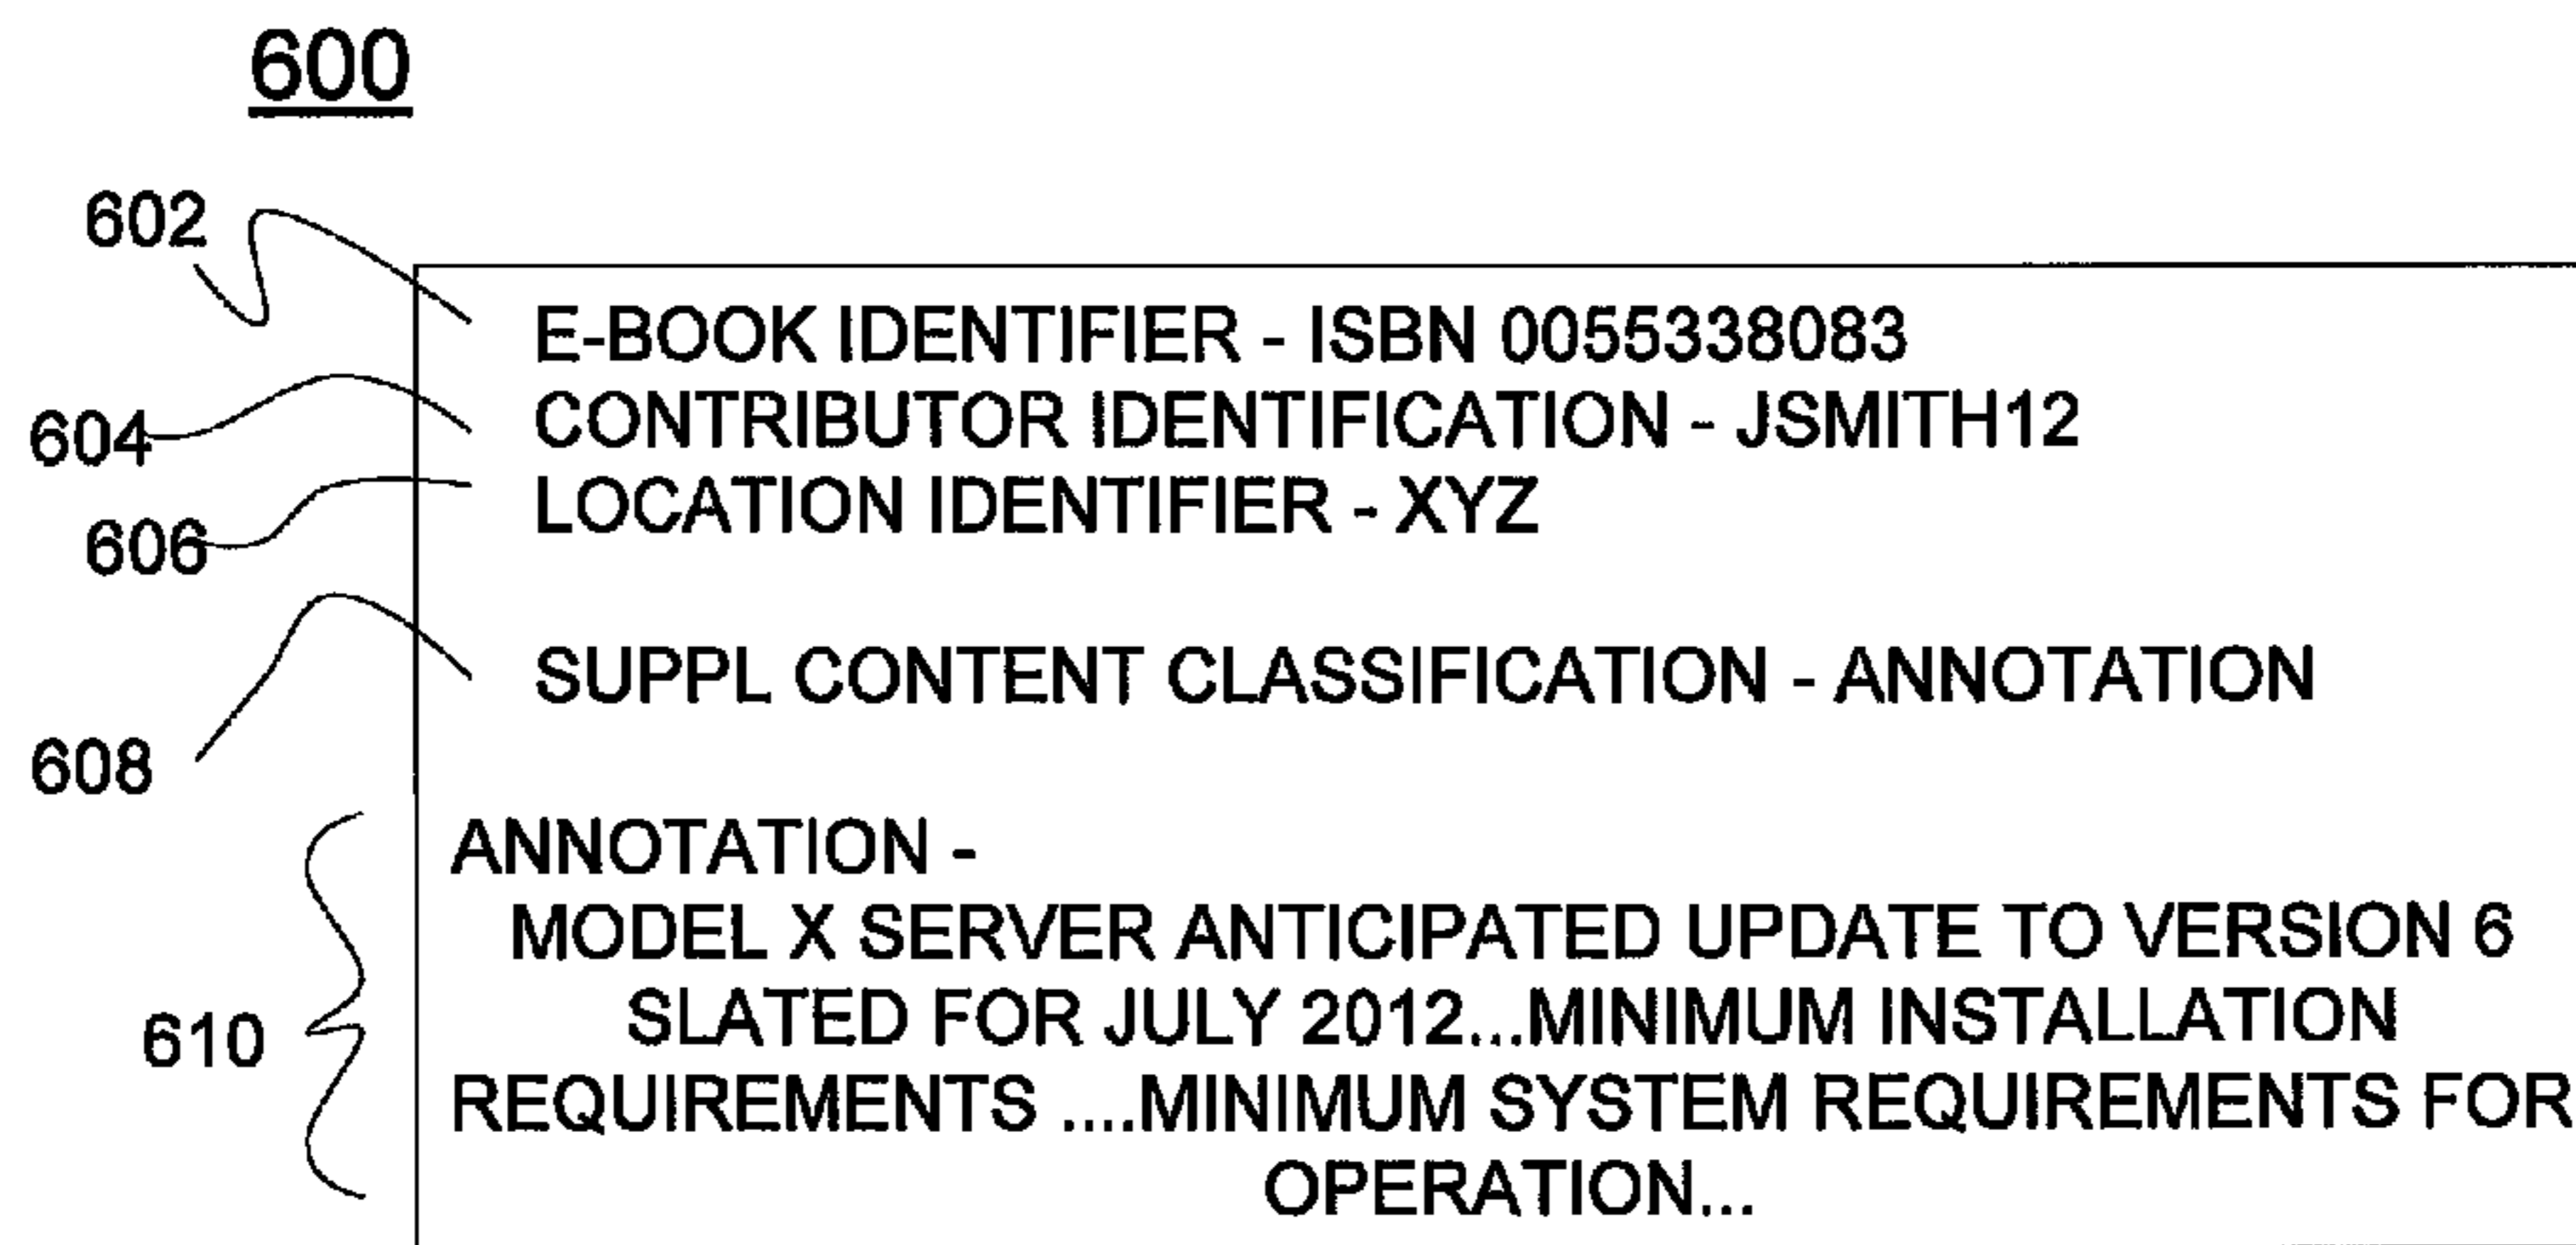 600
602
E-BOOK IDENTIFIER - ISBN 0055338083
604
CONTRIBUTOR IDENTIFICATION - JSMITH12
606
LOCATION IDENTIFIER - XYZ
608
SUPPL CONTENT CLASSIFICATION - ANNOTATION
610
ANNOTATION -
MODEL X SERVER ANTICIPATED UPDATE TO VERSION 6
SLATED FOR JULY 2012...MINIMUM INSTALLATION
REQUIREMENTS ....MINIMUM SYSTEM REQUIREMENTS FOR
OPERATION...